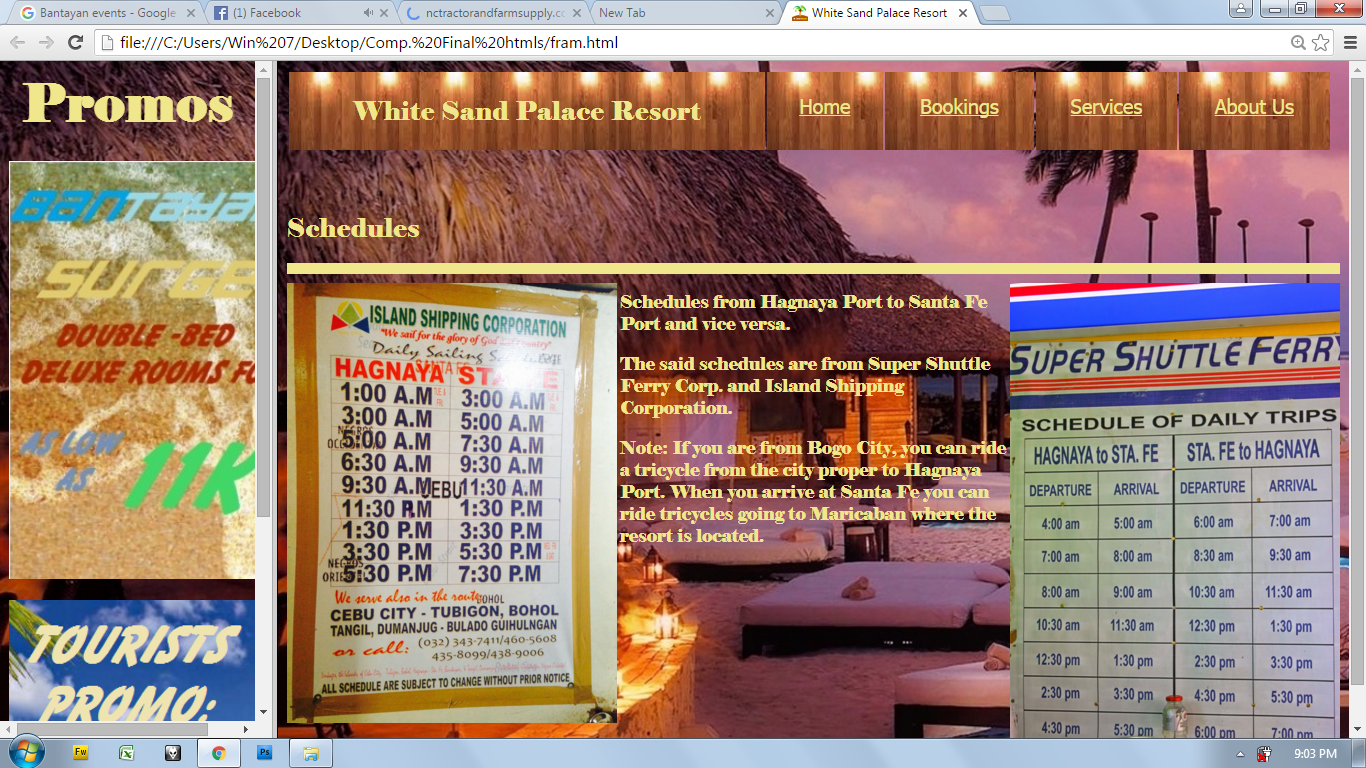 Bantayan events - Google
(1) Facebook
nctractorandfarmsupply.co
New Tab
White Sand Palace Resort
file:///C:/Users/Win%207/Desktop/Comp.%20Final%20htmls/fram.html
Promos
BANTAYA
SURGE
DOUBLE -BED
DELUXE ROOMS FO
AS LOW
AS 11K
TOURISTS
PROMO:
White Sand Palace Resort
Home
Bookings
Services
About Us
Schedules
ISLAND SHIPPING CORPORATION
"We sail for the glory of God and Country"
Daily Sailing
HAGNAYA SANTA FE
1:00 A.M 3:00 A.M
3:00 A.M 5:00 A.M
5:00 A.M 7:30 A.M
6:30 A.M 9:30 A.M
9:30 A.M 11:30 A.M
11:30 1:30 P.M
1:30 P.M 3:30 P.M
3:30 P.M 5:30 P.M
5:30 P.M 7:30 P.M
We serve also in the route:
CEBU CITY - TUBIGON, BOHOL
TANGIL, DUMANJUG - BULADO GUIHULNGAN
or call: (032) 343-7411/460-5608
435-8099/438-9006
ALL SCHEDULE ARE SUBJECT TO CHANGE WITHOUT PRIOR NOTICE
Schedules from Hagnaya Port to Santa Fe
Port and vice versa.
The said schedules are from Super Shuttle
Ferry Corp. and Island Shipping
Corporation.
Note: If you are from Bogo City, you can ride
a tricycle from the city proper to Hagnaya
Port. When you arrive at Santa Fe you can
ride tricycles going to Maricaban where the
resort is located.
SUPER SHUTTLE FERRY
SCHEDULE OF DAILY TRIPS
HAGNAYA to STA. FE STA. FE to HAGNAYA
DEPARTURE ARRIVAL DEPARTURE ARRIVAL
4:00 am 5:00 am 6:00 am 7:00 am
7:00 am 8:00 am 8:30 am 9:30 am
8:00 am 9:00 am 10:30 am 11:30 am
10:30 am 11:30 am 12:30 pm 1:30 pm
12:30 pm 1:30 pm 2:30 pm 3:30 pm
2:30 pm 3:30 pm 4:30 pm 5:30 pm
4:30 pm 5:30 pm 6:00 pm 7:00 pm
Fw
Ps
9:03 PM